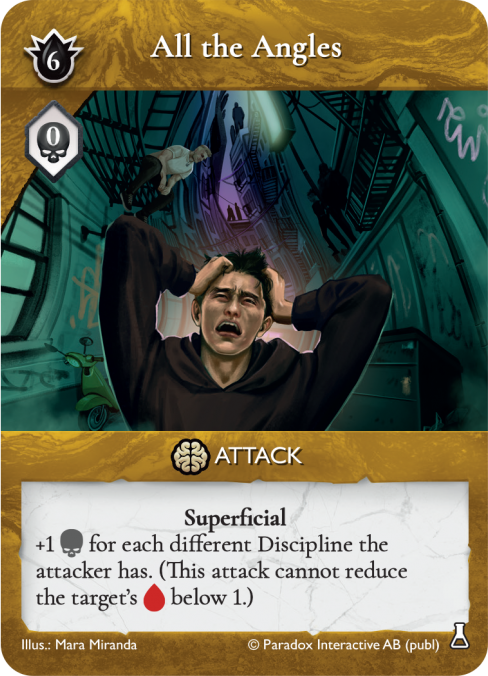 6
All the Angles
0
ATTACK
Superficial
+1 for each different Discipline the
attacker has. (This attack cannot reduce
the target's below 1.)
Illus.: Mara Miranda
© Paradox Interactive AB (publ)